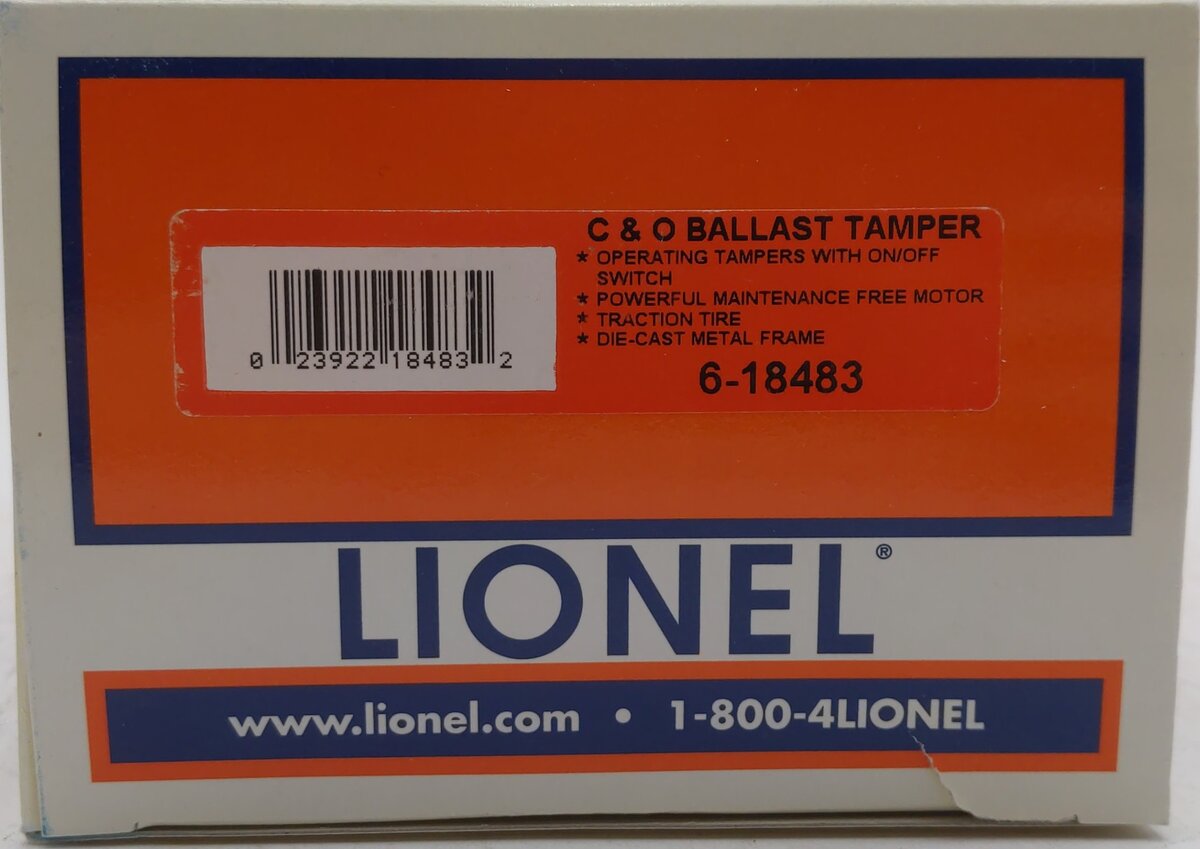 C & O BALLAST TAMPER
* OPERATING TAMPERS WITH ON/OFF
SWITCH
* POWERFUL MAINTENANCE FREE MOTOR
* TRACTION TIRE
* DIE-CAST METAL FRAME
6-18483
0 23922 18483 2
LIONEL®
www.lionel.com • 1-800-4LIONEL